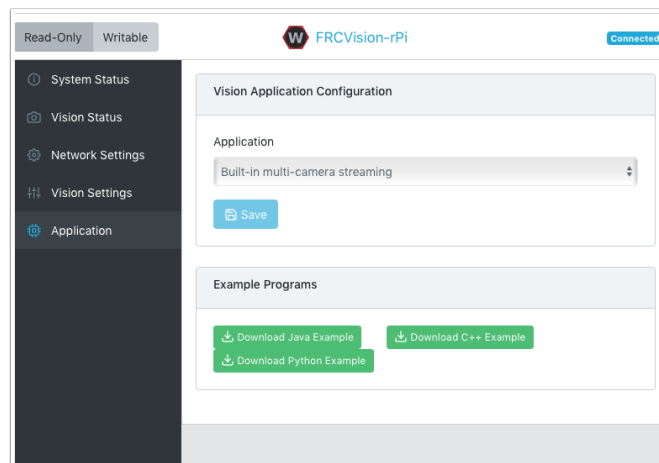 Read-Only Writable W FRCVision-rPi Connected
System Status
Vision Status
Network Settings
Vision Settings
Application
Vision Application Configuration
Application
Built-in multi-camera streaming
Save
Example Programs
Download Java Example Download C++ Example
Download Python Example